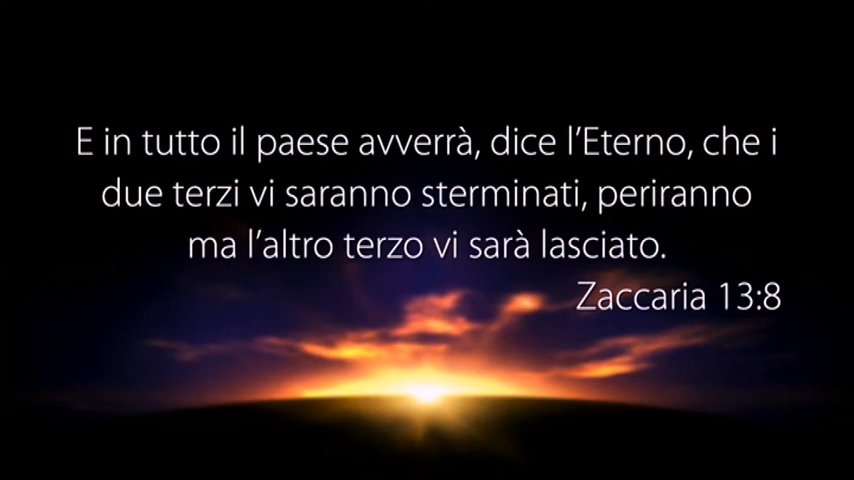 E in tutto il paese avverrà, dice l’Eterno, che i
due terzi vi saranno sterminati, periranno
ma l’altro terzo vi sarà lasciato.
Zaccaria 13:8